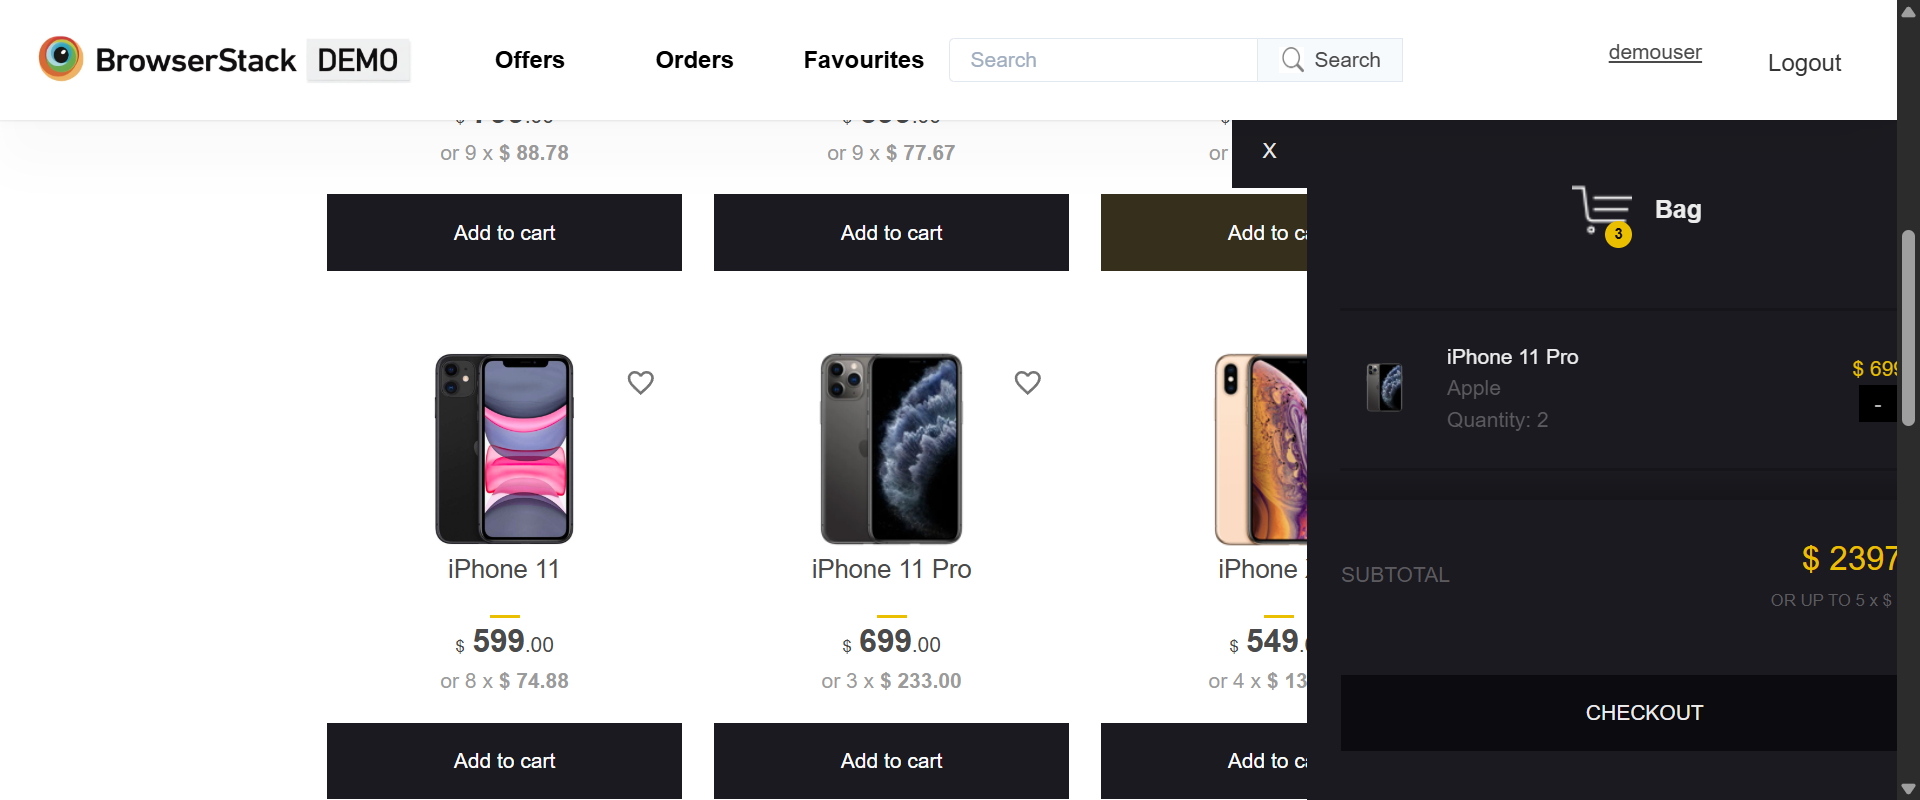 BrowserStack DEMO
Offers
Orders
Favourites
Search
Search
demouser
Logout
or 9 x $ 88.78
or 9 x $ 77.67
or
Add to cart
Add to cart
Add to
X
Bag
3
iPhone 11 Pro
Apple
Quantity: 2
$ 699
-
SUBTOTAL
$ 2397
OR UP TO 5 x $
CHECKOUT
iPhone 11
iPhone 11 Pro
iPhone
$ 599.00
$ 699.00
$ 549.
or 8 x $ 74.88
or 3 x $ 233.00
or 4 x $ 13
Add to cart
Add to cart
Add to